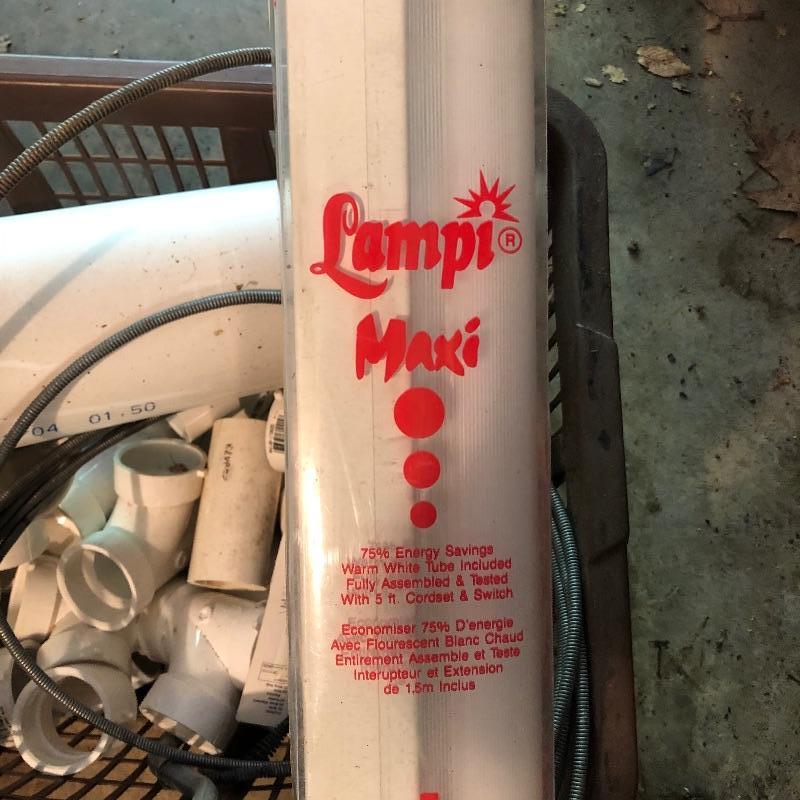 Lampi®
Maxi
75% Energy Savings
Warm White Tube Included
Fully Assembled & Tested
With 5 ft. Cordset & Switch
Economiser 75% D'energie
Avec Flourescent Blanc Chaud
Entirement Assemble et Teste
Interupteur et Extension
de 1.5m Inclus
04 01·50